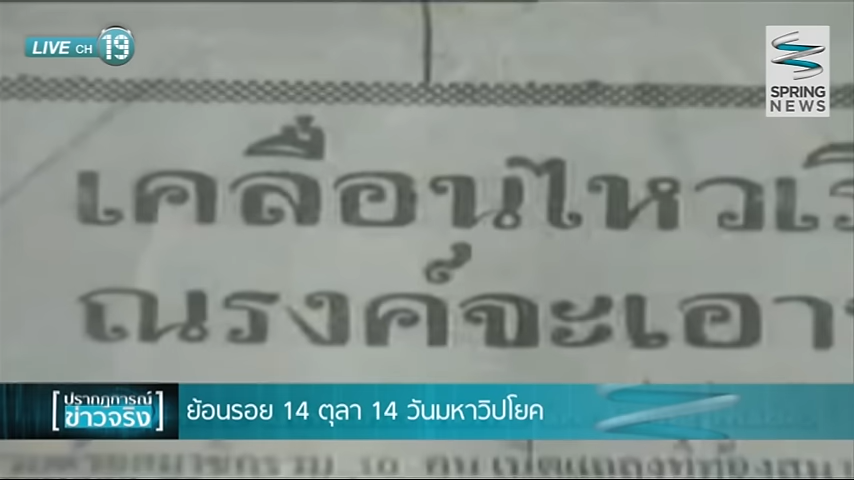 LIVE CH 19
SPRING
NEWS
เคลื่อนไหว
ณรงค์จะเอา
ปรากฏการณ์
ข่าวจริง
ย้อนรอย 14 ตุลา 14 วันมหาวิปโยค